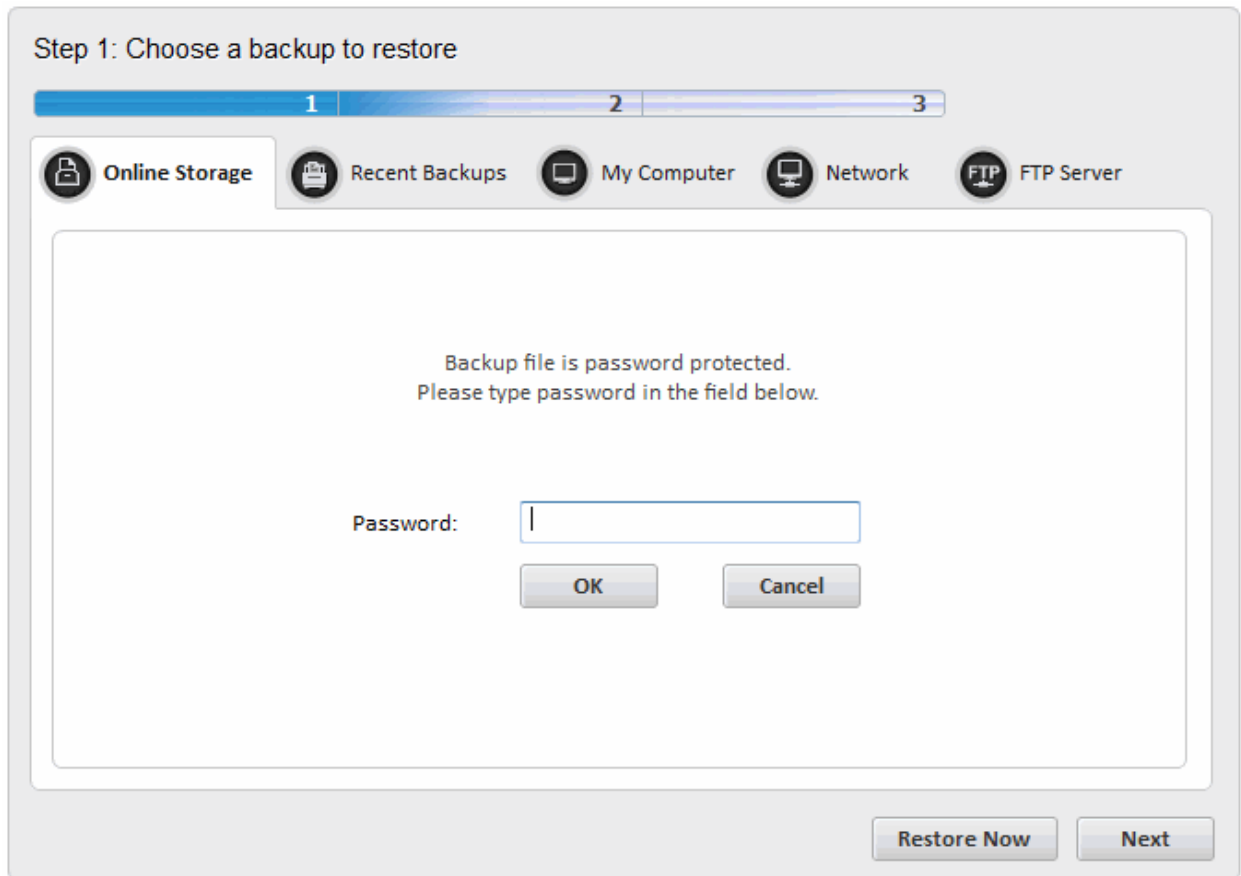 Step 1: Choose a backup to restore
1 2 3
Online Storage Recent Backups My Computer Network FTP FTP Server
Backup file is password protected.
Please type password in the field below.
Password:
OK Cancel
Restore Now Next